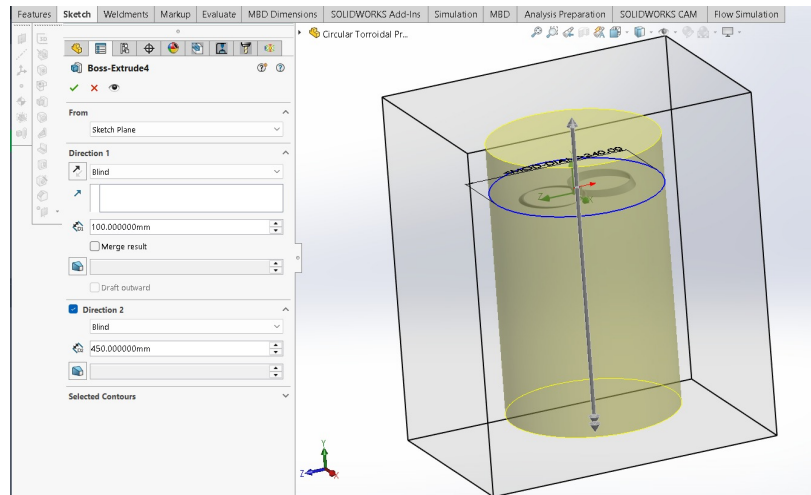 Features Sketch Weldments Markup Evaluate MBD Dimensions SOLIDWORKS Add-Ins Simulation MBD Analysis Preparation SOLIDWORKS CAM Flow Simulation
Circular Torroidal Pr...
Boss-Extrude4
From
Sketch Plane
Direction 1
Blind
100.000000mm
Merge result
Draft outward
Direction 2
Blind
450.000000mm
Selected Contours
Y
Z
X
Z